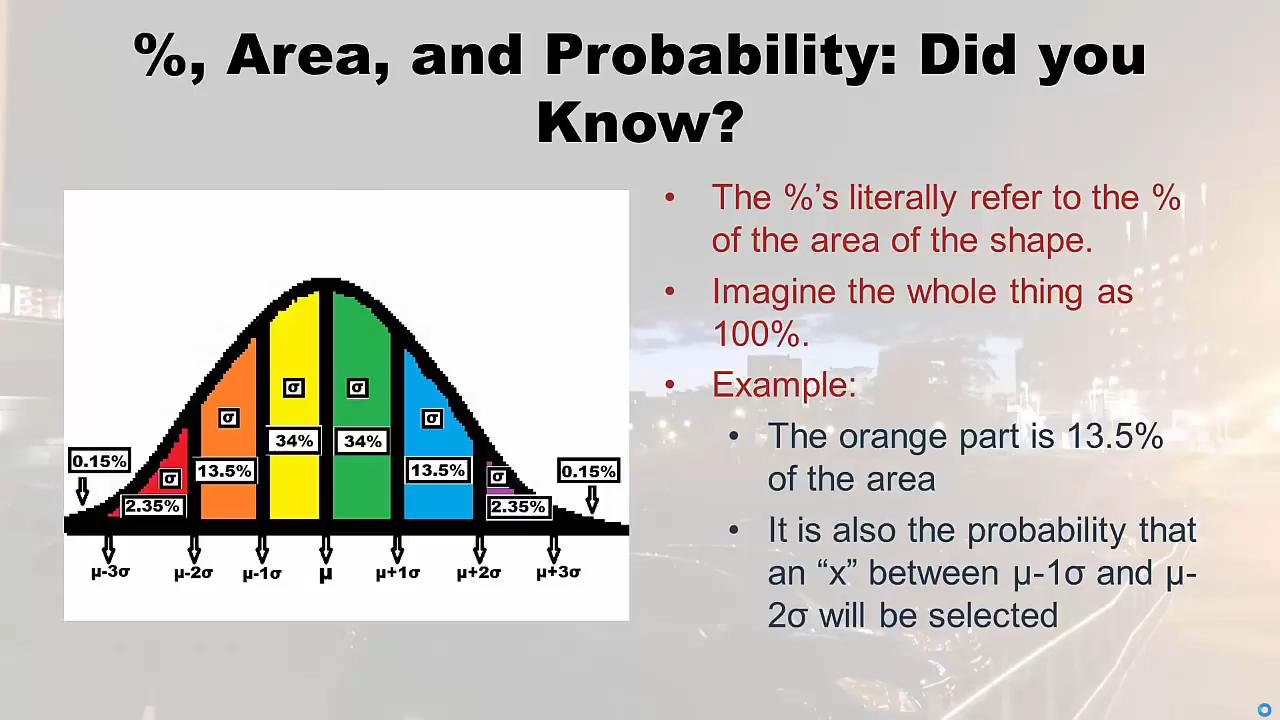 %, Area, and Probability: Did you
Know?
• The %’s literally refer to the %
of the area of the shape.
• Imagine the whole thing as
100%.
• Example:
• The orange part is 13.5%
of the area
• It is also the probability that
an “x” between µ-1σ and µ-
2σ will be selected
σ
σ
σ
σ
34%
34%
0.15%
13.5%
13.5%
0.15%
σ
σ
2.35%
2.35%
µ-3σ
µ-2σ
µ-1σ
µ
µ+1σ
µ+2σ
µ+3σ